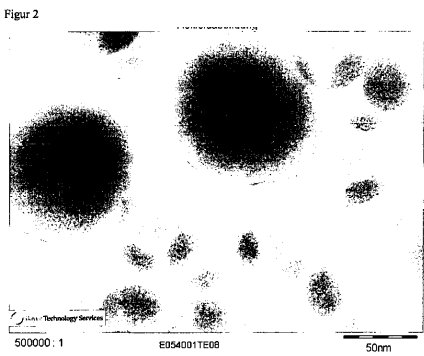 Figur 2
Technology Services
500000 : 1
E054001TE08
50nm